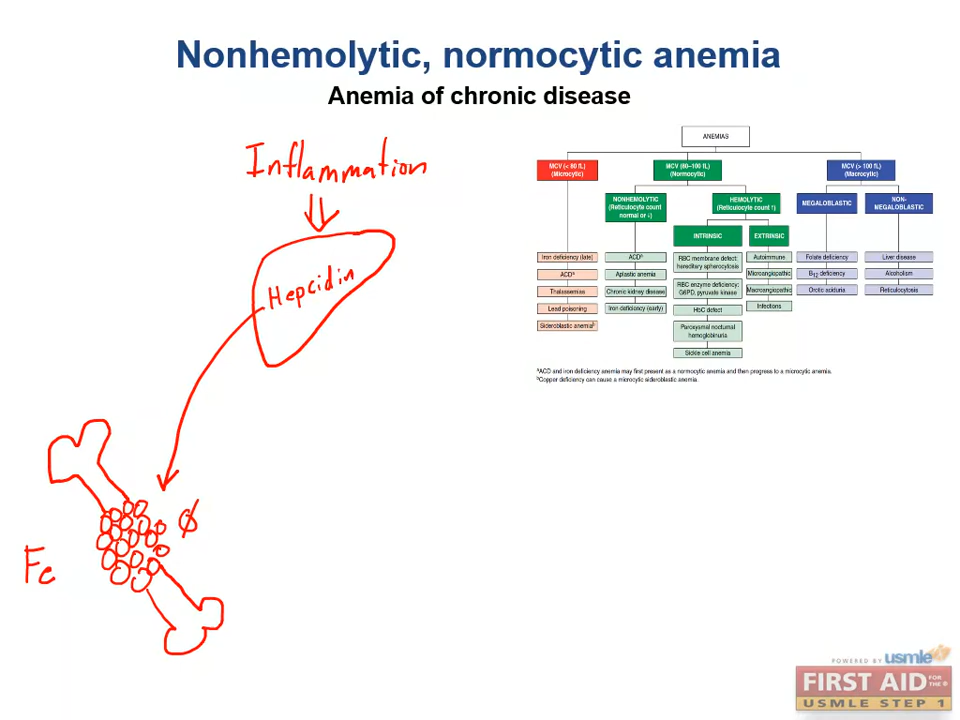 Nonhemolytic, normocytic anemia
Anemia of chronic disease
Inflammation
Hepcidin
Ø
Fe
ANEMIAS
MCV (< 80 fL)
(Microcytic)
MCV (80–100 fL)
(Normocytic)
MCV (> 100 fL)
(Macrocytic)
NONHEMOLYTIC
(Reticulocyte count
normal or ↓)
HEMOLYTIC
(Reticulocyte count ↑)
MEGALOBLASTIC
NON-
MEGALOBLASTIC
INTRINSIC
EXTRINSIC
Iron deficiency (late)
ACDᵃ
Thalassemias
Lead poisoning
Sideroblastic anemiaᵇ
ACDᵃ
Aplastic anemia
Chronic kidney disease
Iron deficiency (early)
RBC membrane defect:
hereditary spherocytosis
RBC enzyme deficiency:
G6PD, pyruvate kinase
HbC defect
Paroxysmal nocturnal
hemoglobinuria
Sickle cell anemia
Autoimmune
Microangiopathic
Macroangiopathic
Infections
Folate deficiency
B₁₂ deficiency
Orotic aciduria
Liver disease
Alcoholism
Reticulocytosis
ᵃACD and iron deficiency anemia may first present as a normocytic anemia and then progress to a microcytic anemia.
ᵇCopper deficiency can cause a microcytic sideroblastic anemia.
POWERED BY usmle
FIRST AID FOR THE®
USMLE STEP 1